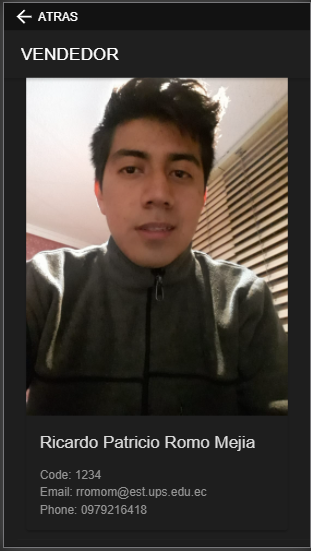 ATRAS
VENDEDOR
Ricardo Patricio Romo Mejia
Code: 1234
Email: rromom@est.ups.edu.ec
Phone: 0979216418